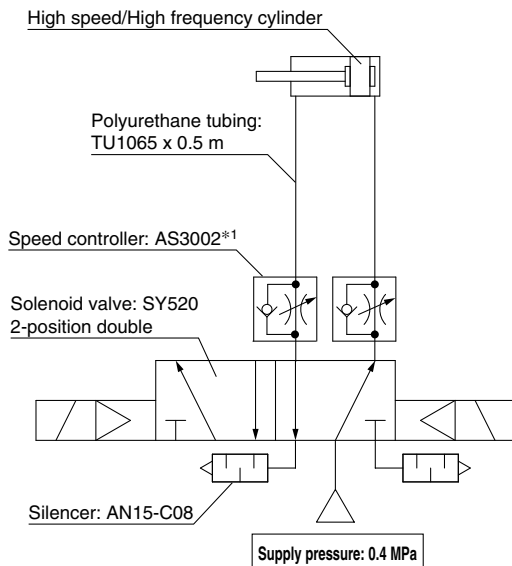 High speed/High frequency cylinder
Polyurethane tubing:
TU1065 x 0.5 m
Speed controller: AS3002*1
Solenoid valve: SY520
2-position double
Silencer: AN15-C08
Supply pressure: 0.4 MPa